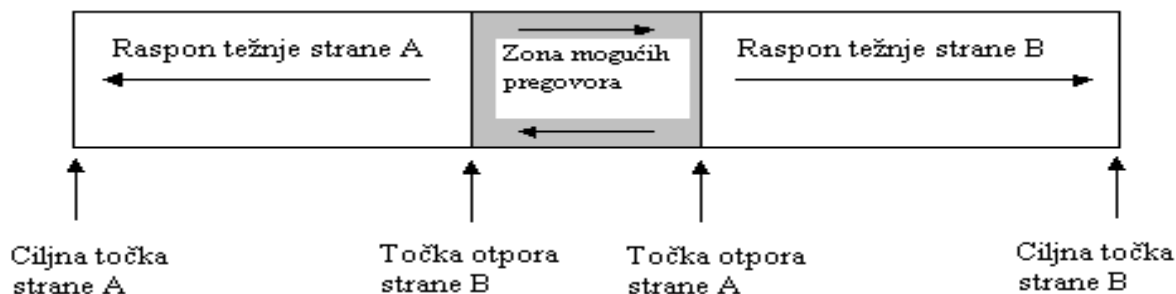 Raspon težnje strane A
Zona mogućih
pregovora
Raspon težnje strane B
Ciljna točka
strane A
Točka otpora
strane B
Točka otpora
strane A
Ciljna točka
strane B